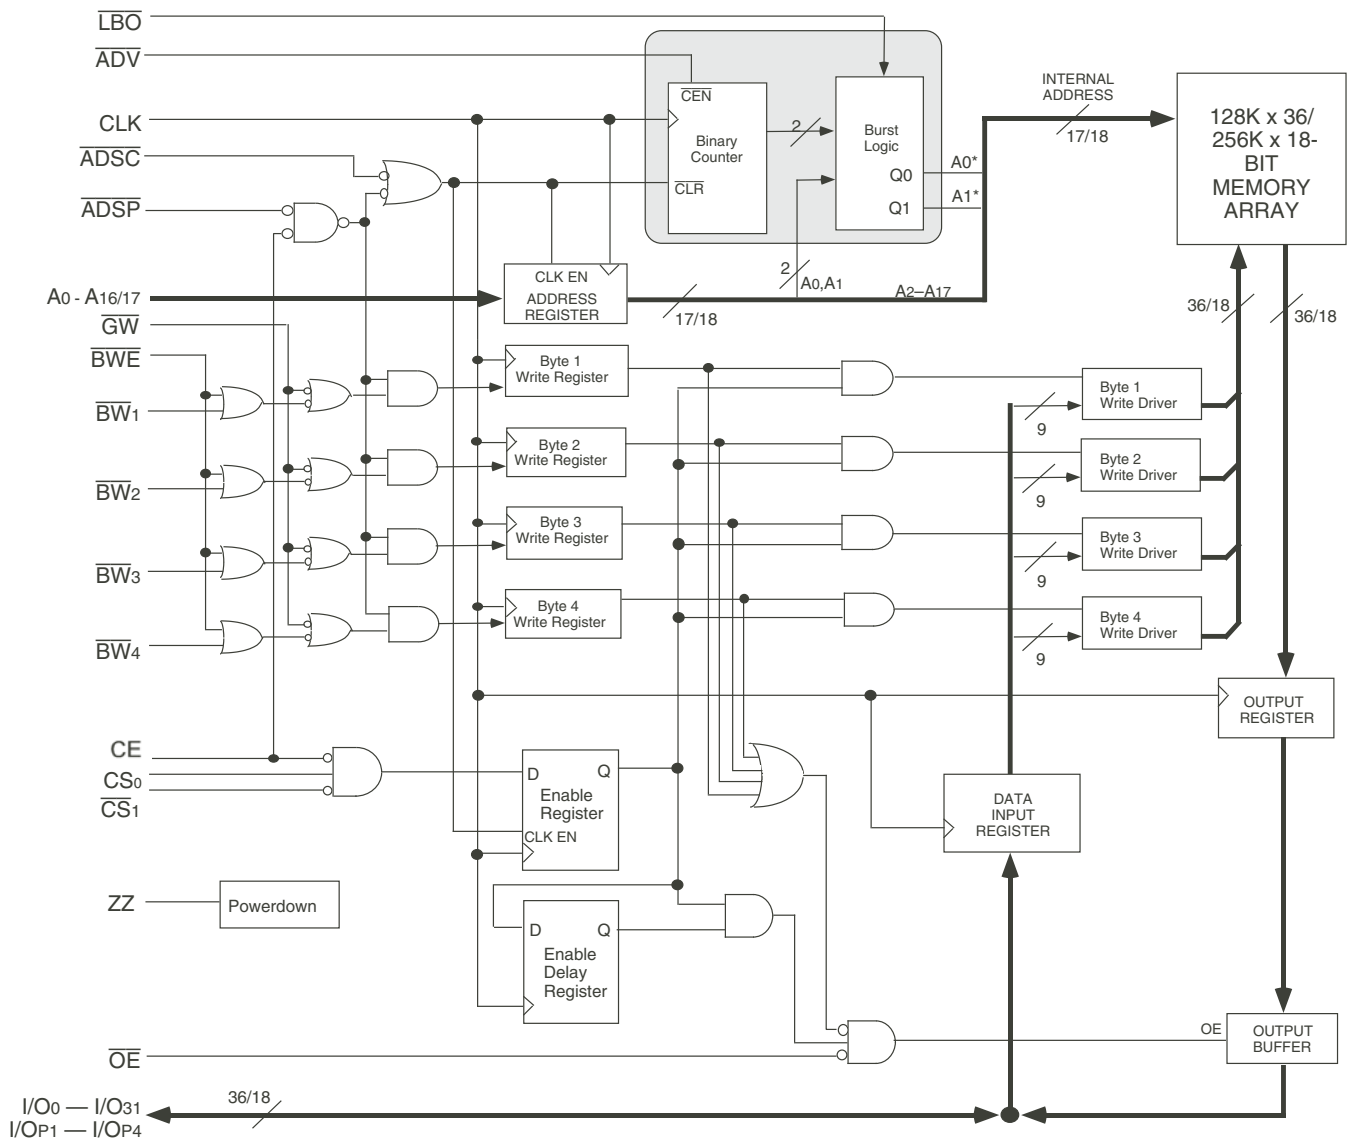 LBO
ADV
CLK
ADSC
ADSP
A0 - A16/17
GW
BWE
BW1
BW2
BW3
BW4
CE
CS0
CS1
ZZ
OE
I/O0 — I/O31
I/OP1 — I/OP4
36/18
CEN
Binary
Counter
CLR
2
Burst
Logic
Q0
Q1
A0*
A1*
2
A0,A1
A2–A17
17/18
INTERNAL
ADDRESS
17/18
128K x 36/
256K x 18-
BIT
MEMORY
ARRAY
36/18
36/18
CLK EN
ADDRESS
REGISTER
Byte 1
Write Register
Byte 2
Write Register
Byte 3
Write Register
Byte 4
Write Register
Byte 1
Write Driver
Byte 2
Write Driver
Byte 3
Write Driver
Byte 4
Write Driver
9
9
9
9
OUTPUT
REGISTER
DATA
INPUT
REGISTER
D
Q
Enable
Register
CLK EN
Powerdown
D
Q
Enable
Delay
Register
OE
OUTPUT
BUFFER